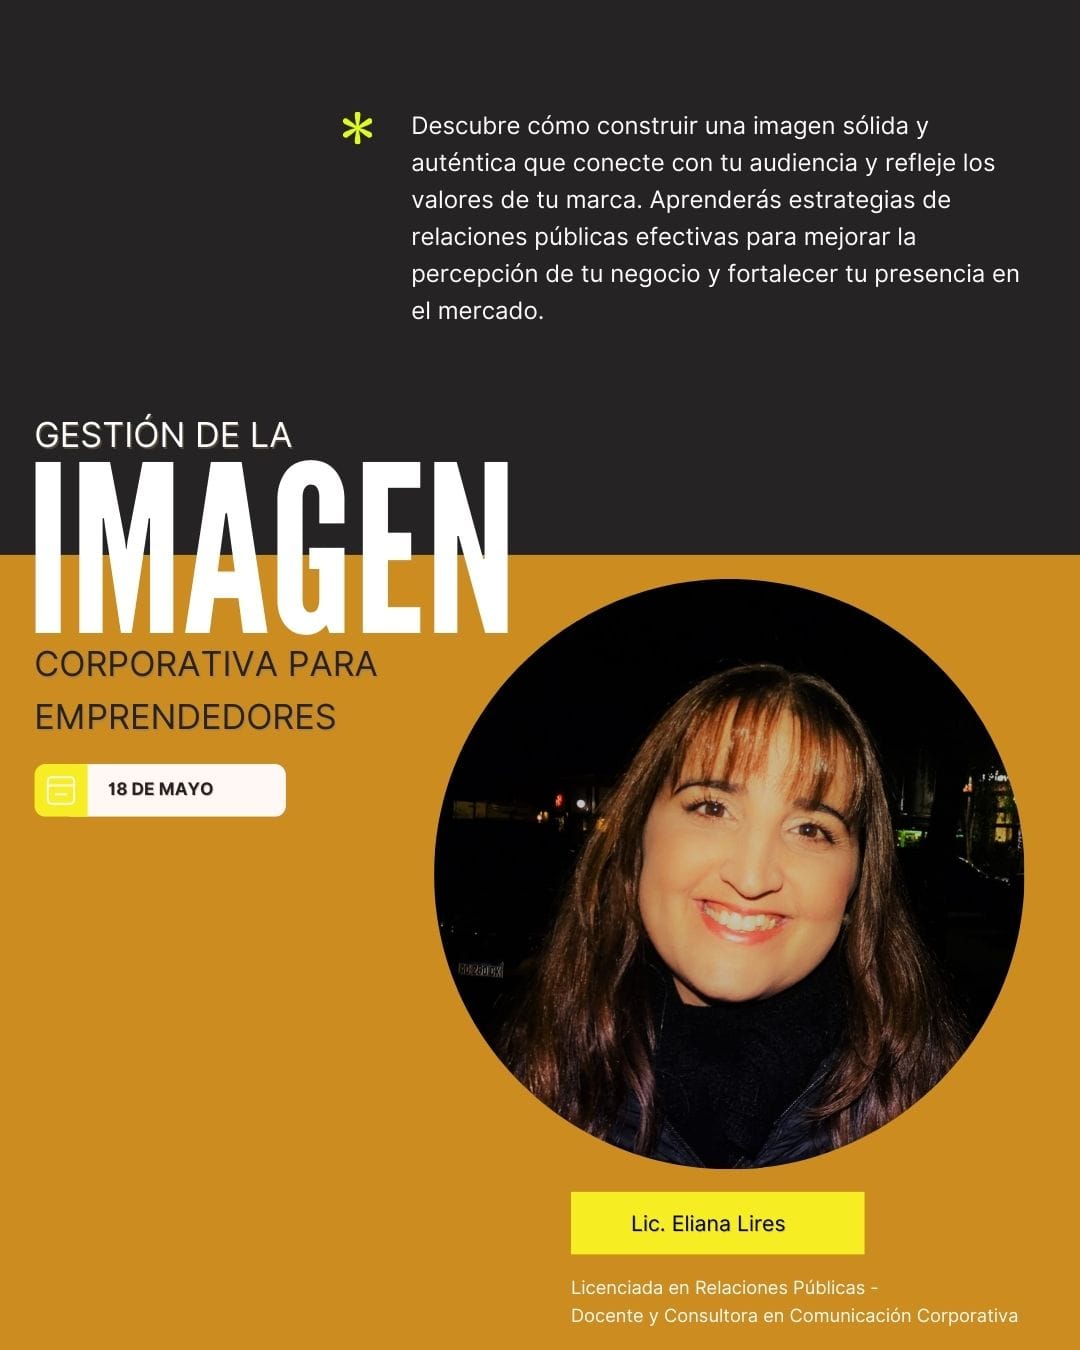 Descubre cómo construir una imagen sólida y
auténtica que conecte con tu audiencia y refleje los
valores de tu marca. Aprenderás estrategias de
relaciones públicas efectivas para mejorar la
percepción de tu negocio y fortalecer tu presencia en
el mercado.
GESTIÓN DE LA
IMAGEN
CORPORATIVA PARA
EMPRENDEDORES
18 DE MAYO
Lic. Eliana Lires
Licenciada en Relaciones Públicas -
Docente y Consultora en Comunicación Corporativa